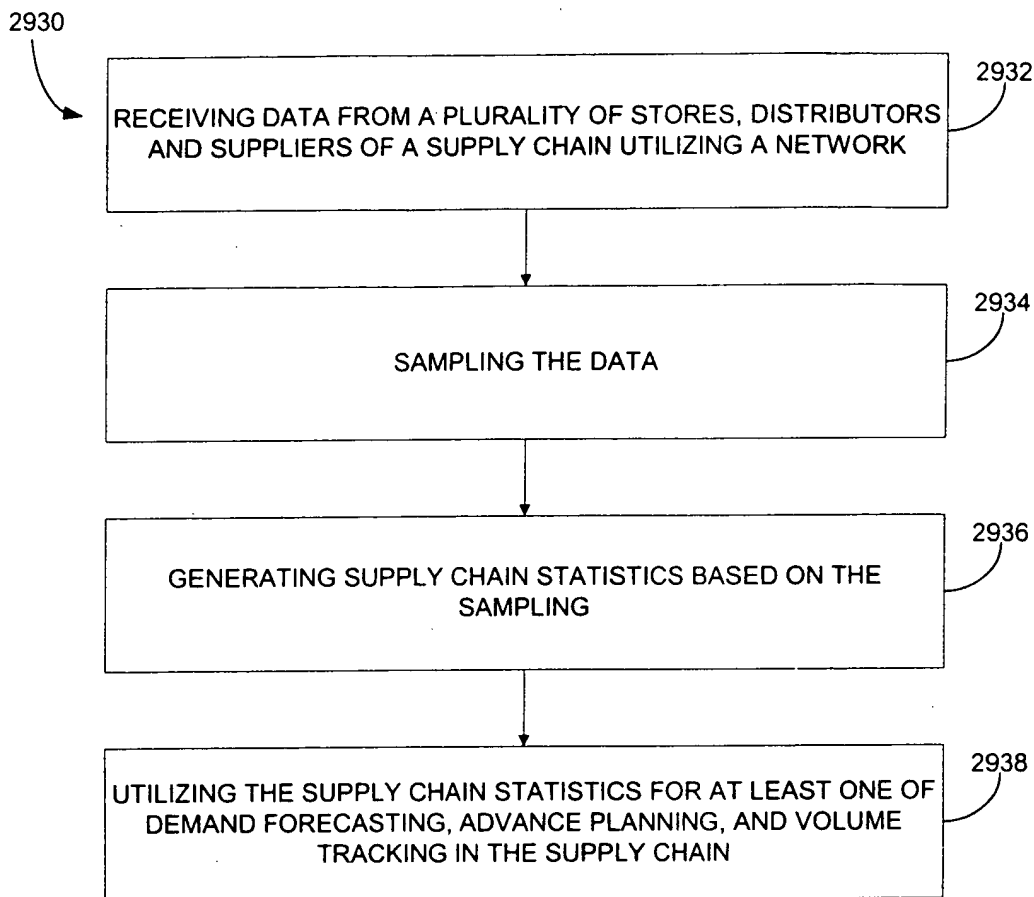 2930
2932
RECEIVING DATA FROM A PLURALITY OF STORES, DISTRIBUTORS
AND SUPPLIERS OF A SUPPLY CHAIN UTILIZING A NETWORK
2934
SAMPLING THE DATA
2936
GENERATING SUPPLY CHAIN STATISTICS BASED ON THE
SAMPLING
2938
UTILIZING THE SUPPLY CHAIN STATISTICS FOR AT LEAST ONE OF
DEMAND FORECASTING, ADVANCE PLANNING, AND VOLUME
TRACKING IN THE SUPPLY CHAIN